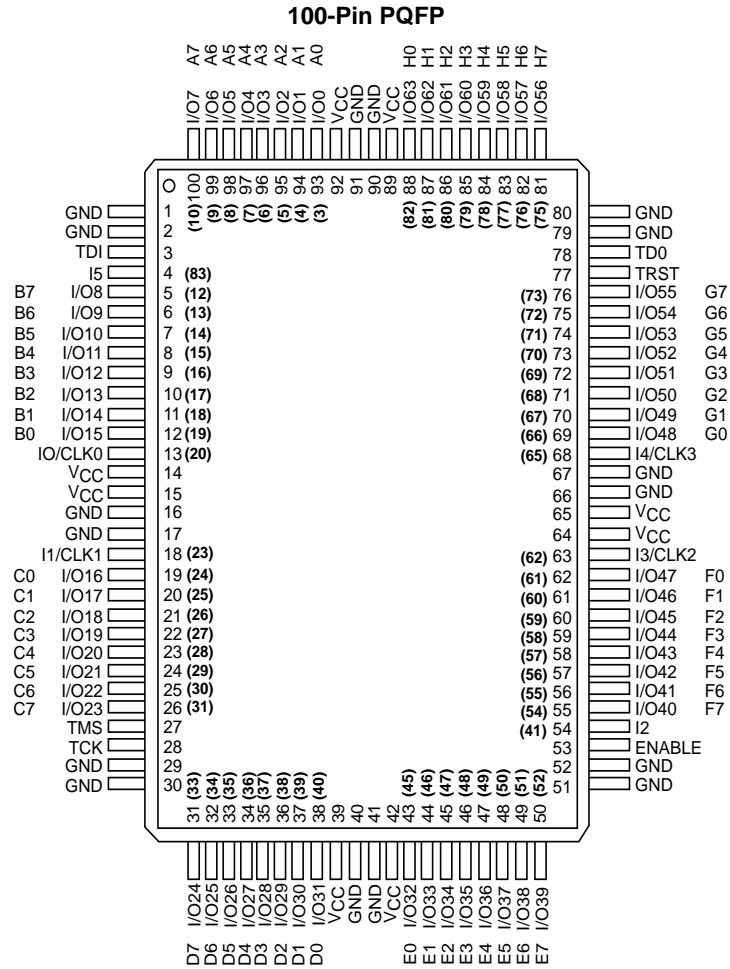 100-Pin PQFP
A7 A6 A5 A4 A3 A2 A1 A0 H0 H1 H2 H3 H4 H5 H6 H7
I/O7 I/O6 I/O5 I/O4 I/O3 I/O2 I/O1 I/O0 VCC GND GND VCC I/O63 I/O62 I/O61 I/O60 I/O59 I/O58 I/O57 I/O56
100 99 98 97 96 95 94 93 92 91 90 89 88 87 86 85 84 83 82 81
(10) (9) (8) (7) (6) (5) (4) (3) (82) (81) (80) (79) (78) (77) (76) (75)
GND 1 80 GND
GND 2 79 GND
TDI 3 78 TD0
I5 4 (83) 77 TRST
B7 I/O8 5 (12) (73) 76 I/O55 G7
B6 I/O9 6 (13) (72) 75 I/O54 G6
B5 I/O10 7 (14) (71) 74 I/O53 G5
B4 I/O11 8 (15) (70) 73 I/O52 G4
B3 I/O12 9 (16) (69) 72 I/O51 G3
B2 I/O13 10 (17) (68) 71 I/O50 G2
B1 I/O14 11 (18) (67) 70 I/O49 G1
B0 I/O15 12 (19) (66) 69 I/O48 G0
IO/CLK0 13 (20) (65) 68 I4/CLK3
VCC 14 67 GND
VCC 15 66 GND
GND 16 65 VCC
GND 17 64 VCC
I1/CLK1 18 (23) (62) 63 I3/CLK2
C0 I/O16 19 (24) (61) 62 I/O47 F0
C1 I/O17 20 (25) (60) 61 I/O46 F1
C2 I/O18 21 (26) (59) 60 I/O45 F2
C3 I/O19 22 (27) (58) 59 I/O44 F3
C4 I/O20 23 (28) (57) 58 I/O43 F4
C5 I/O21 24 (29) (56) 57 I/O42 F5
C6 I/O22 25 (30) (55) 56 I/O41 F6
C7 I/O23 26 (31) (54) 55 I/O40 F7
TMS 27 (41) 54 I2
TCK 28 53 ENABLE
GND 29 52 GND
GND 30 51 GND
(33) (34) (35) (36) (37) (38) (39) (40) (45) (46) (47) (48) (49) (50) (51) (52)
31 32 33 34 35 36 37 38 39 40 41 42 43 44 45 46 47 48 49 50
I/O24 I/O25 I/O26 I/O27 I/O28 I/O29 I/O30 I/O31 VCC GND GND VCC I/O32 I/O33 I/O34 I/O35 I/O36 I/O37 I/O38 I/O39
D7 D6 D5 D4 D3 D2 D1 D0 E0 E1 E2 E3 E4 E5 E6 E7